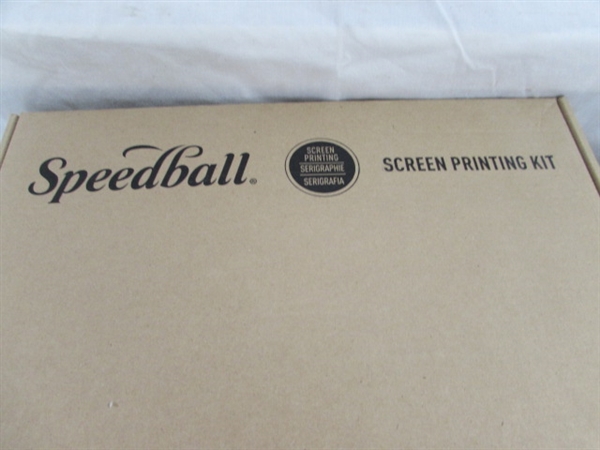 Speedball®
SCREEN
PRINTING
SERIGRAPHIE
SERIGRAFIA
SCREEN PRINTING KIT